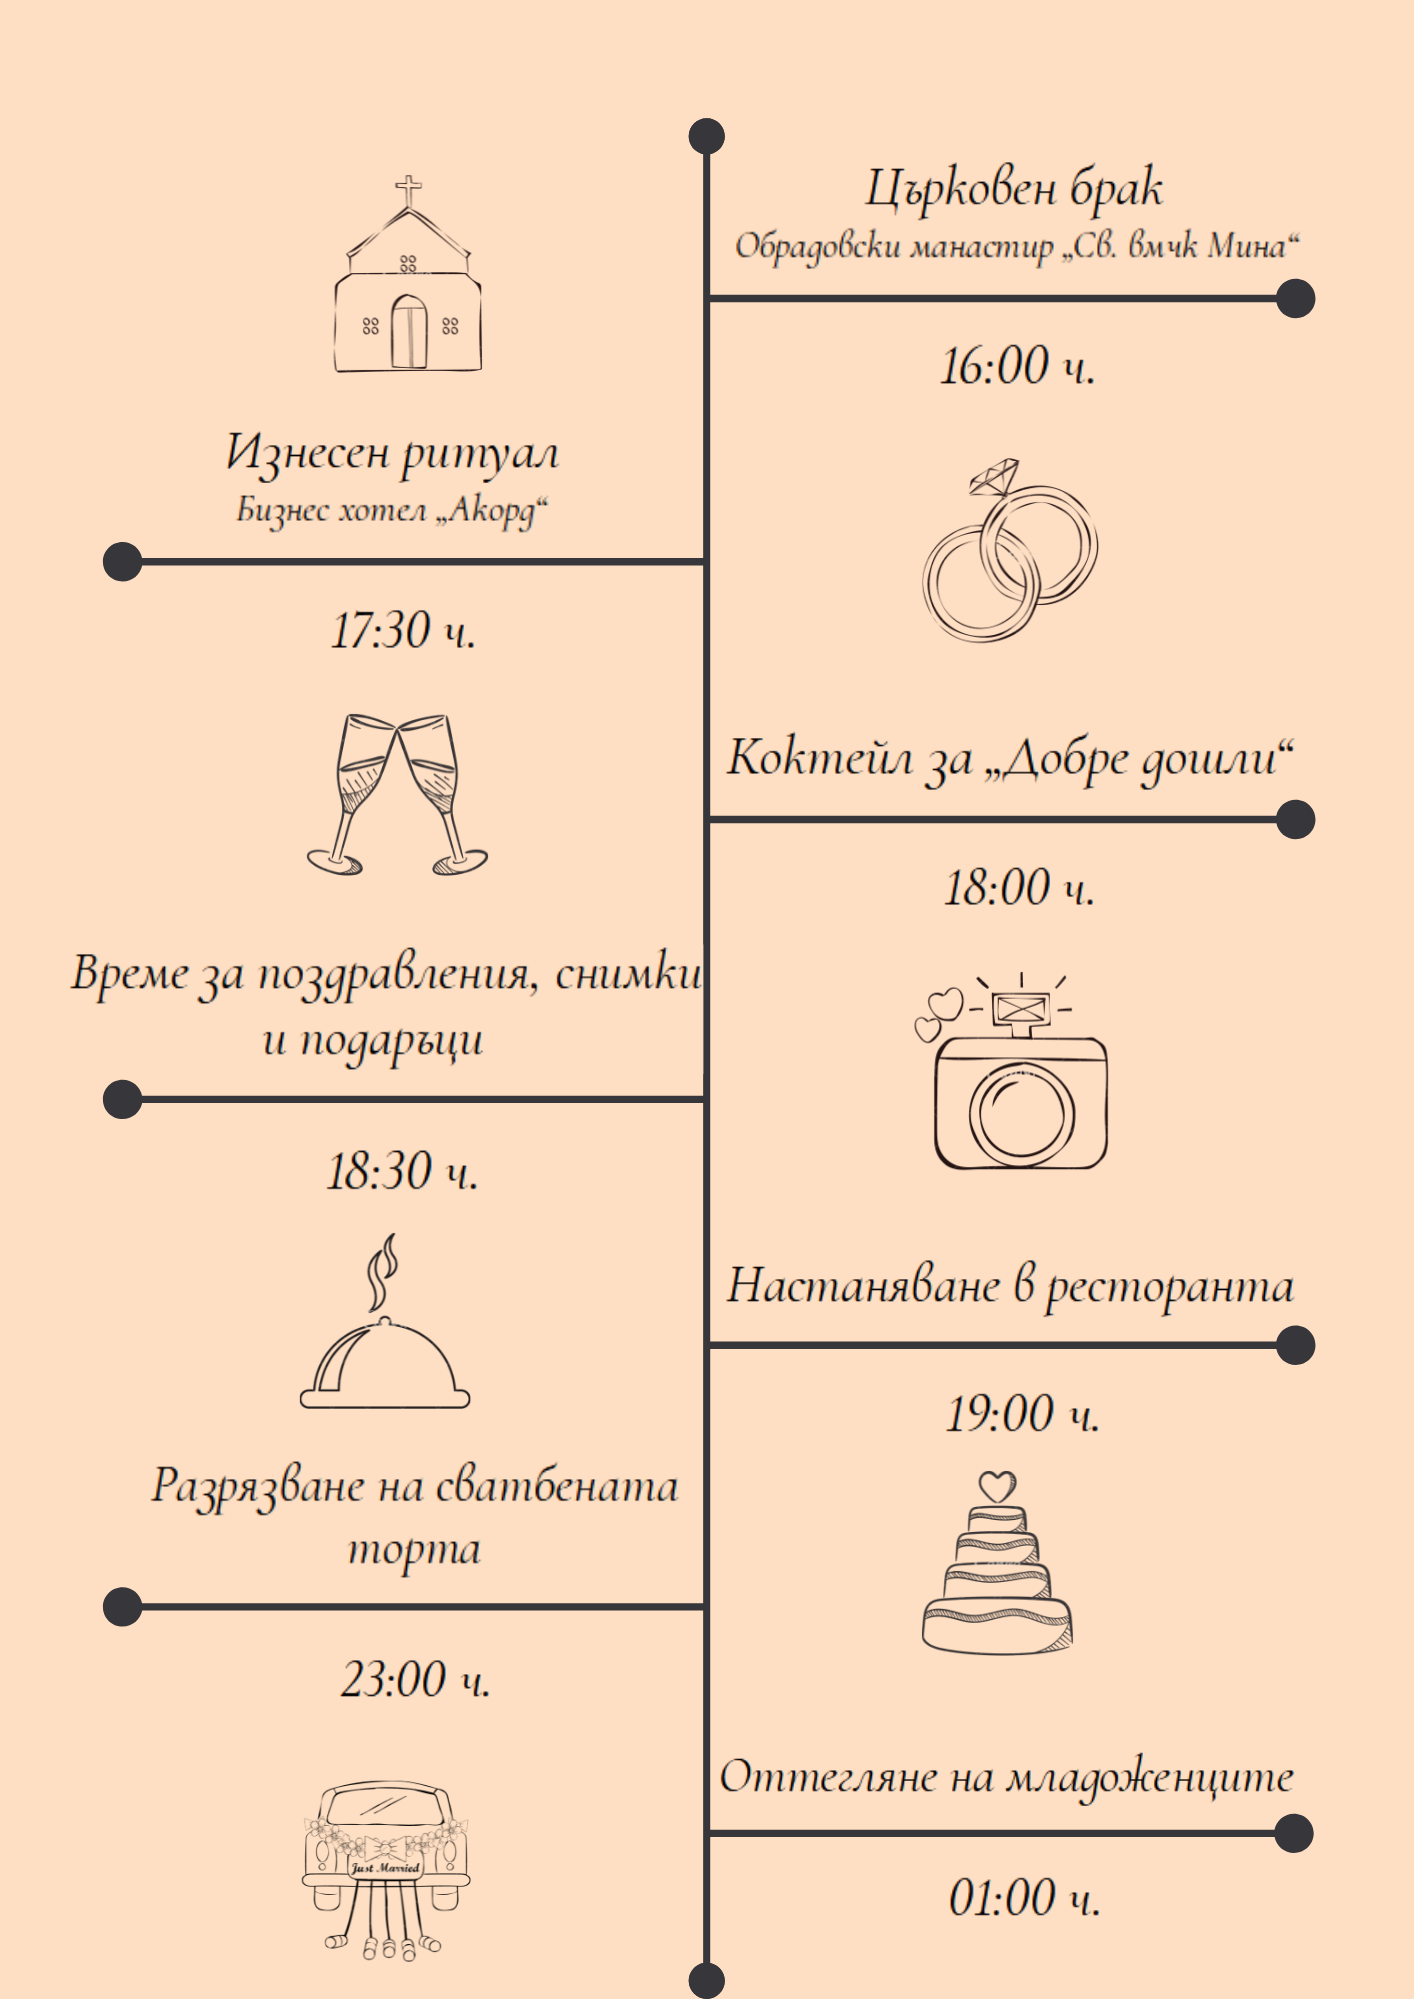 Църковен брак
Обрадовски манастир „Св. вмчк Мина“
16:00 ч.
Изнесен ритуал
Бизнес хотел „Акорд“
17:30 ч.
Коктейл за „Добре дошли“
18:00 ч.
Време за поздравления, снимки
и подаръци
18:30 ч.
Настаняване в ресторанта
19:00 ч.
Разрязване на сватбената
торта
23:00 ч.
Оттегляне на младоженците
01:00 ч.
Just Married